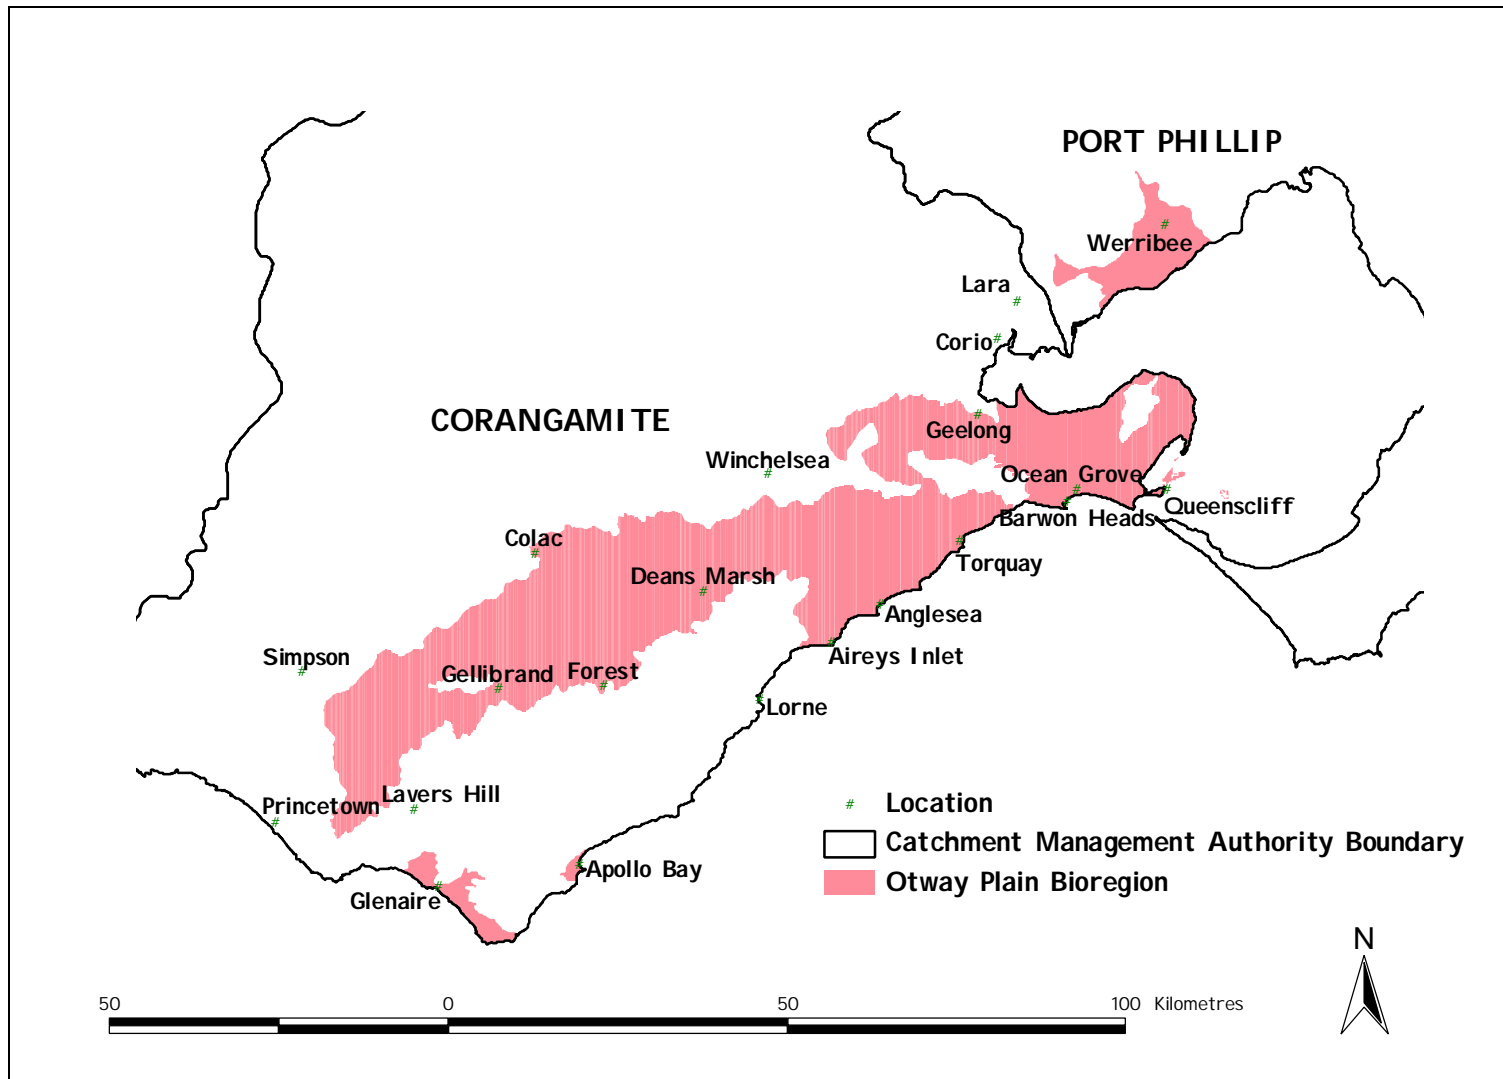 PORT PHILLIP
Werribee
Lara
Corio
CORANGAMITE
Geelong
Winchelsea
Ocean Grove
Queenscliff
Barwon Heads
Colac
Torquay
Deans Marsh
Anglesea
Aireys Inlet
Simpson
Gellibrand
Forest
Lorne
Lavers Hill
Princetown
Location
Catchment Management Authority Boundary
Apollo Bay
Otway Plain Bioregion
Glenaire
N
50 0 50 100 Kilometres